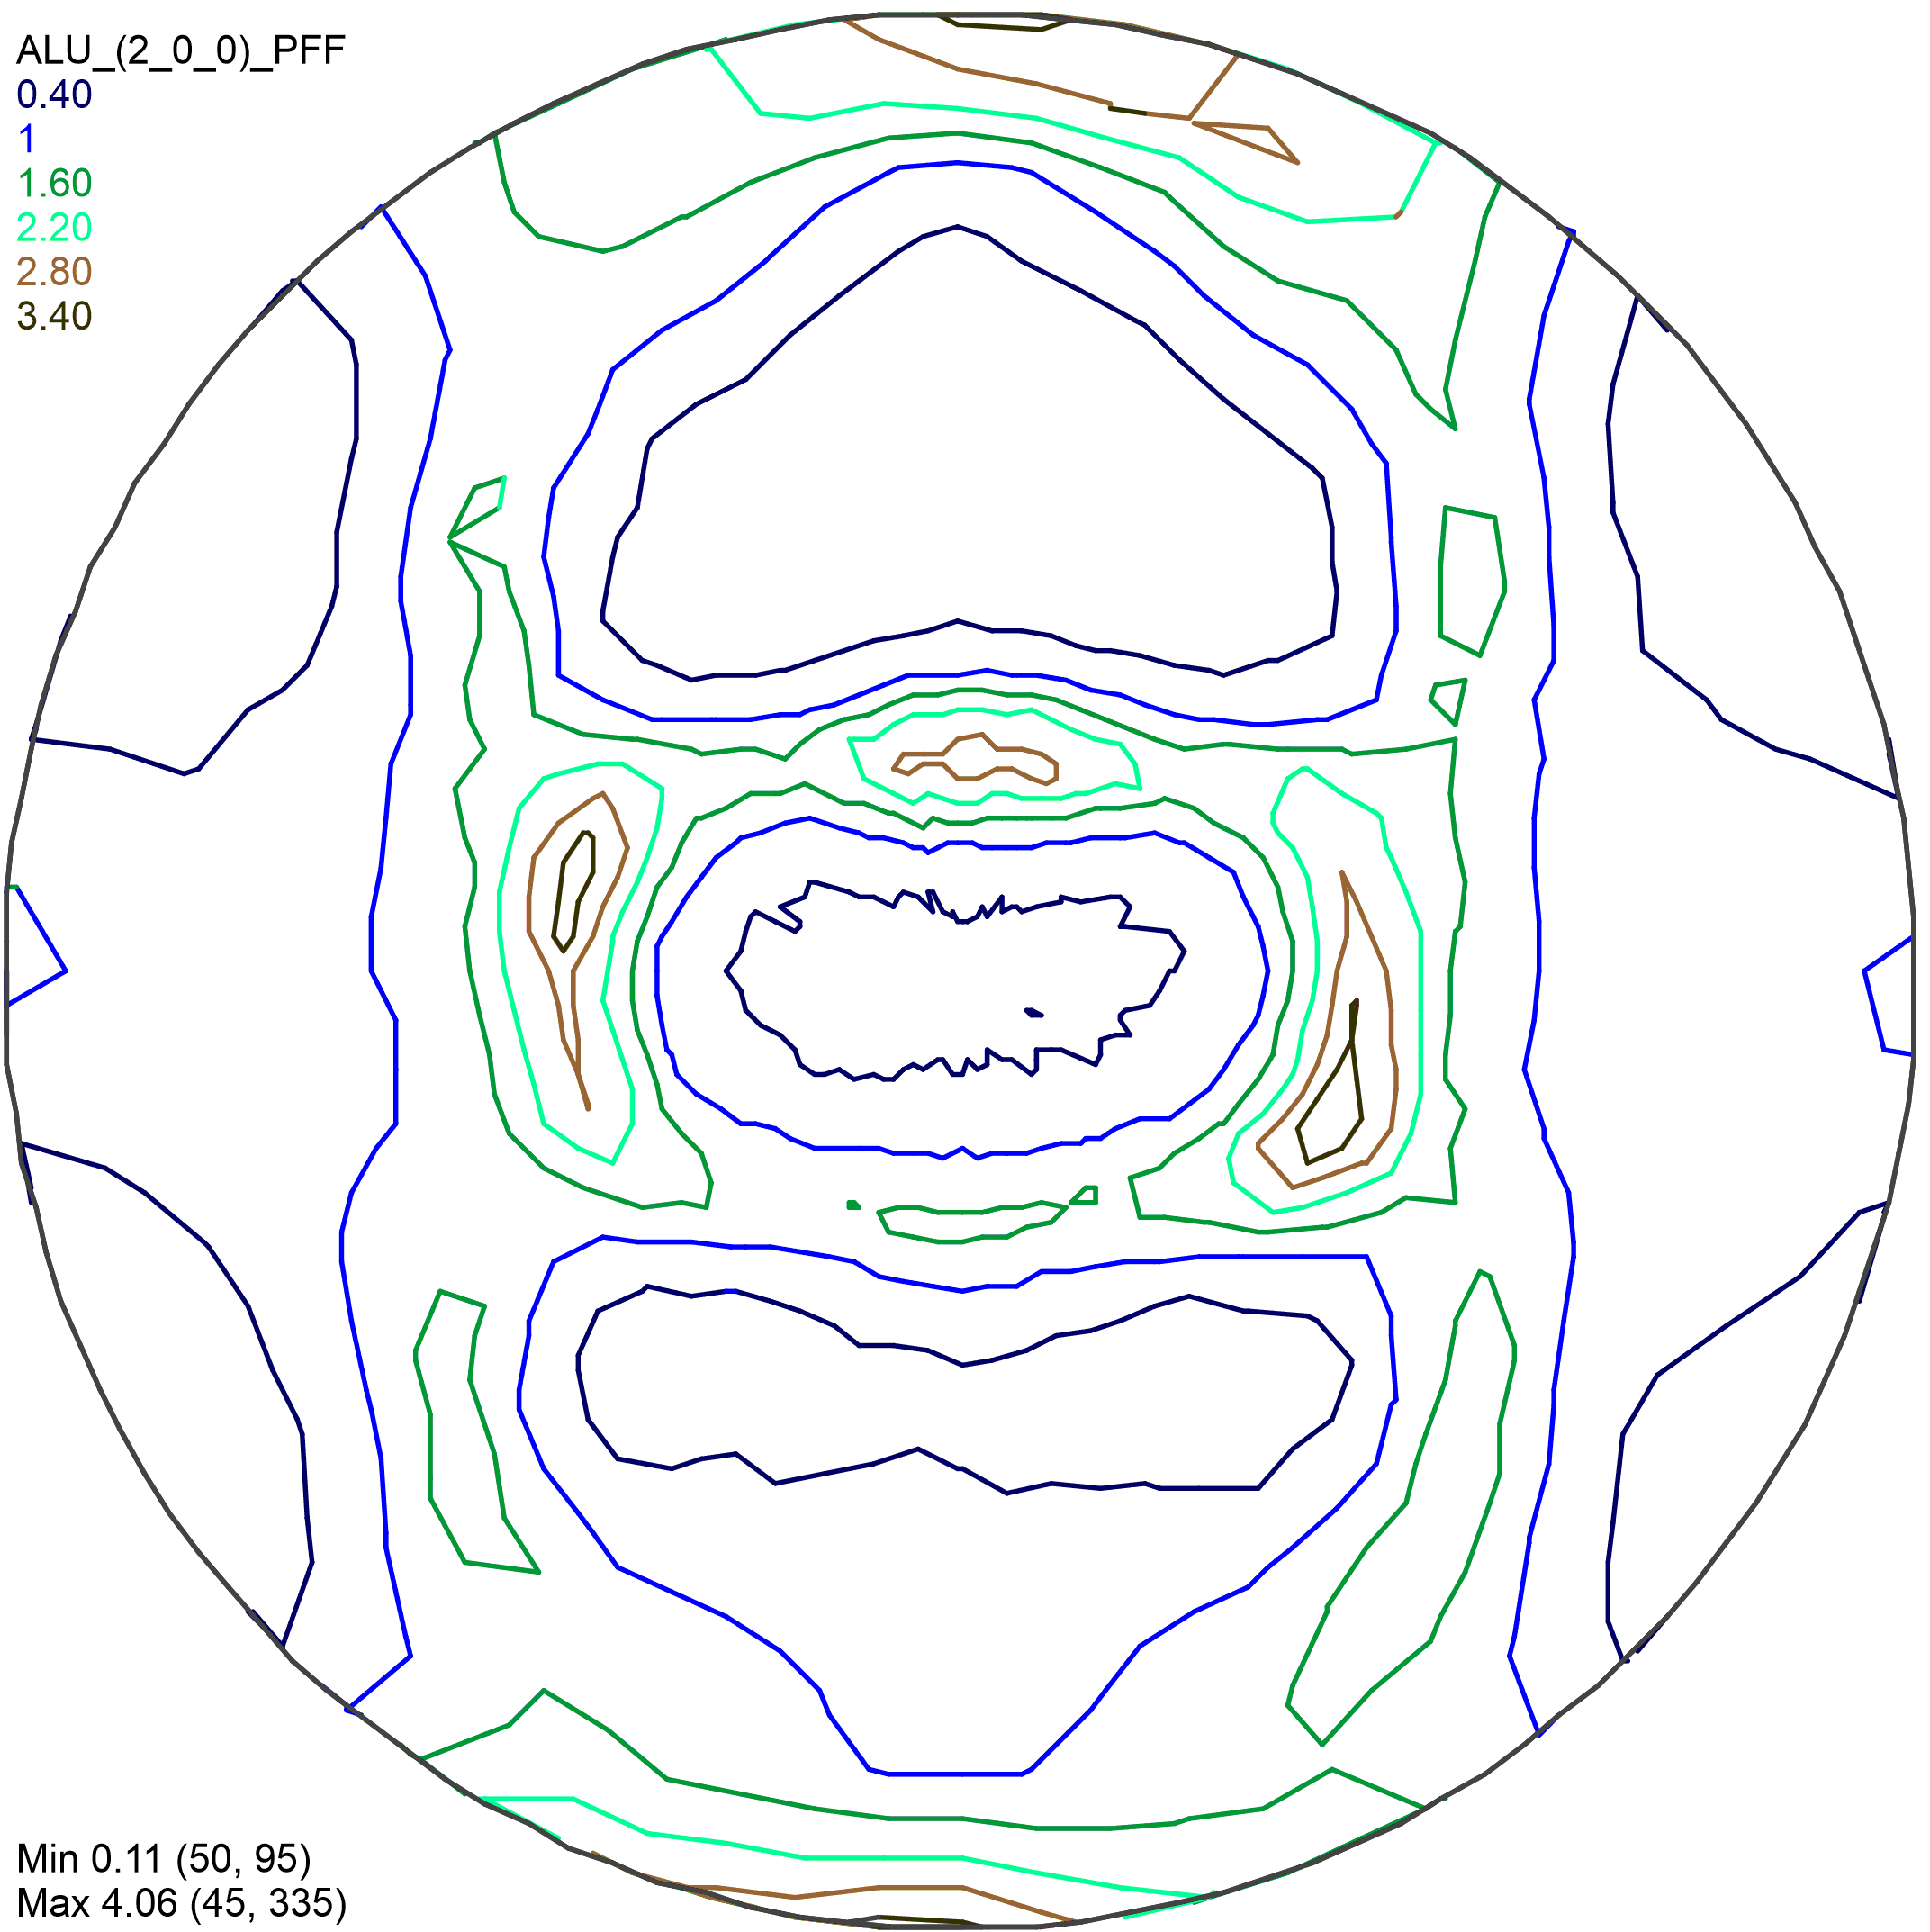 ALU_(2_0_0)_PFF
0.40
1
1.60
2.20
2.80
3.40
Min 0.11 (50, 95)
Max 4.06 (45, 335)